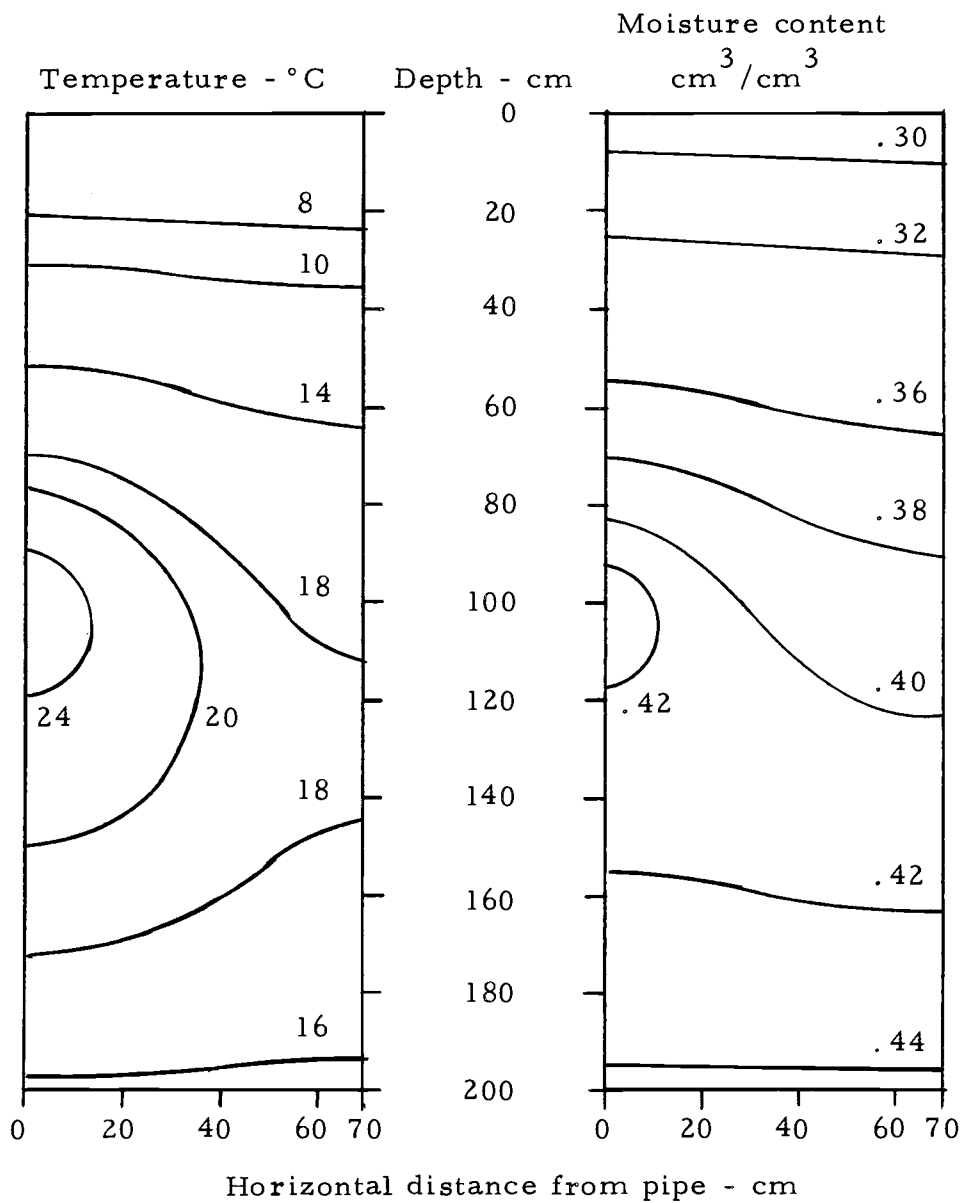 Moisture content
Temperature - °C Depth - cm cm³/cm³
0
.30
8 20 .32
10
40
14 60 .36
80 .38
18 100
24 20 120 .42 .40
18 140
160 .42
180
16 .44
200
0 20 40 60 70 0 20 40 60 70
Horizontal distance from pipe - cm